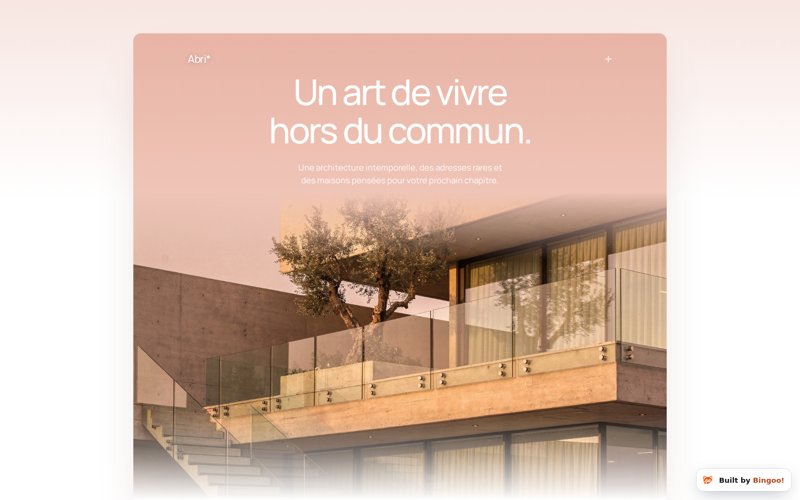 Abri*
+
Un art de vivre
hors du commun.
Une architecture intemporelle, des adresses rares et
des maisons pensées pour votre prochain chapitre.
Built by Bingoo!